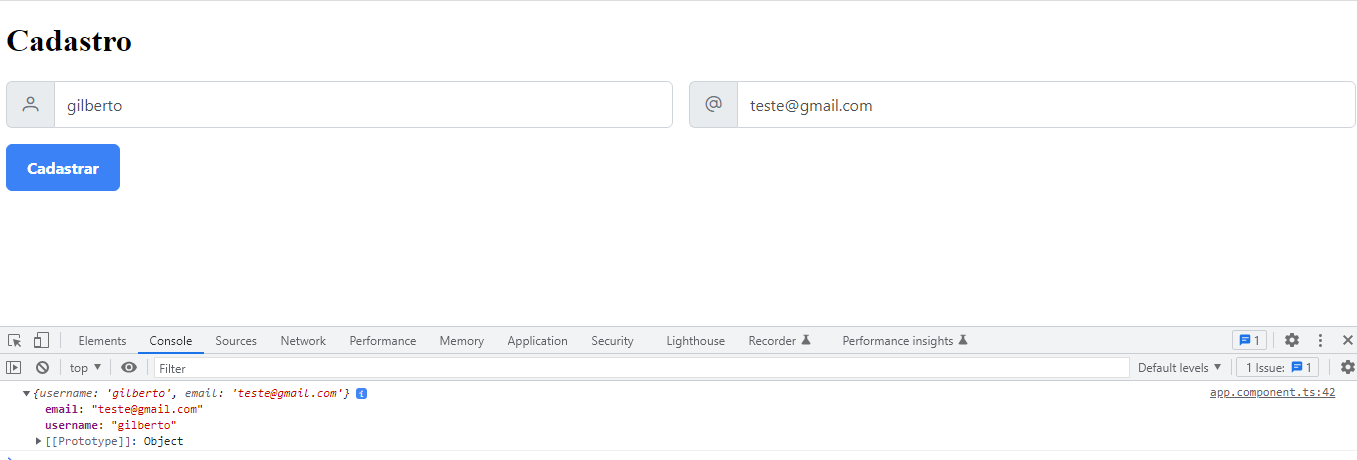 Cadastro
gilberto
@ teste@gmail.com
Cadastrar
Elements Console Sources Network Performance Memory Application Security Lighthouse Recorder Performance insights 1
top Filter Default levels 1 Issue: 1
{username: 'gilberto', email: 'teste@gmail.com'} i app.component.ts:42
email: "teste@gmail.com"
username: "gilberto"
[[Prototype]]: Object